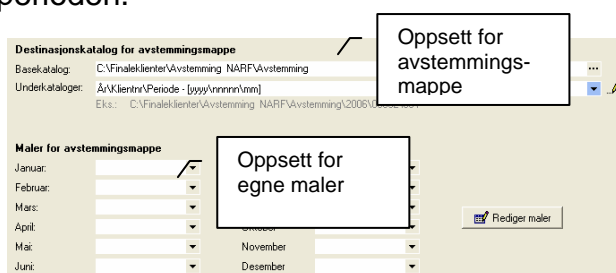 perioden.
Oppsett for
avstemmings-
mappe
Destinasjonskatalog for avstemmingsmappe
Basekatalog: C:\Finaleklienter\Avstemming NARF\Avstemming ...
Underkataloger: År\Klientnr\Periode - [yyyy\nnnnn\mm]
Eks.: C:\Finaleklienter\Avstemming NARF\Avstemming\2006\
Maler for avstemmingsmappe
Oppsett for
egne maler
Januar:
Februar:
Mars:
April: Oktober
Mai: November
Juni: Desember
Rediger maler